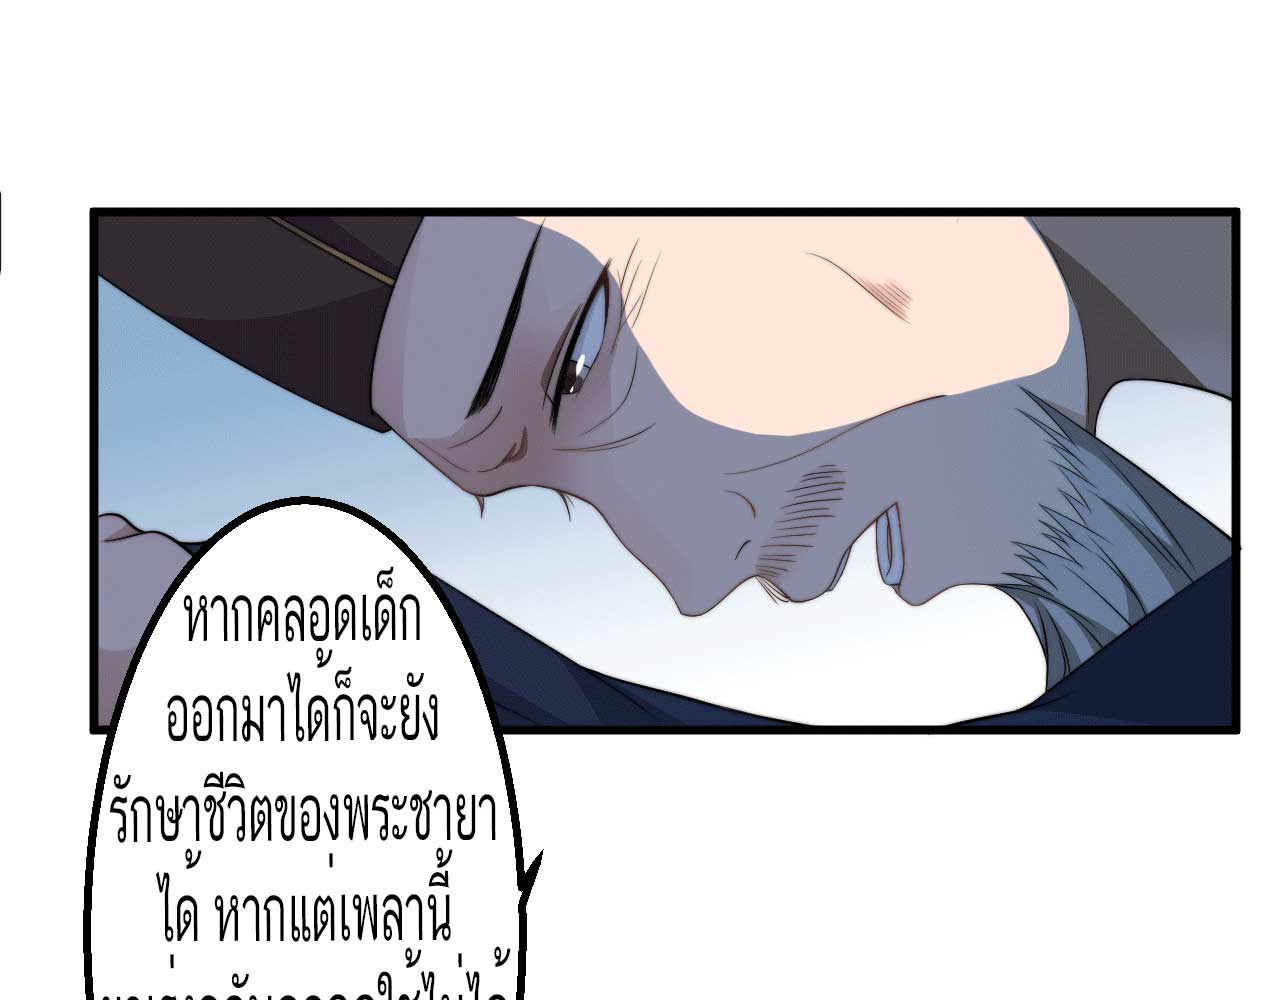 หากคลอดเด็ก
ออกมาได้ก็จะยัง
รักษาชีวิตของพระชายา
ได้ หากแต่เพลานี้